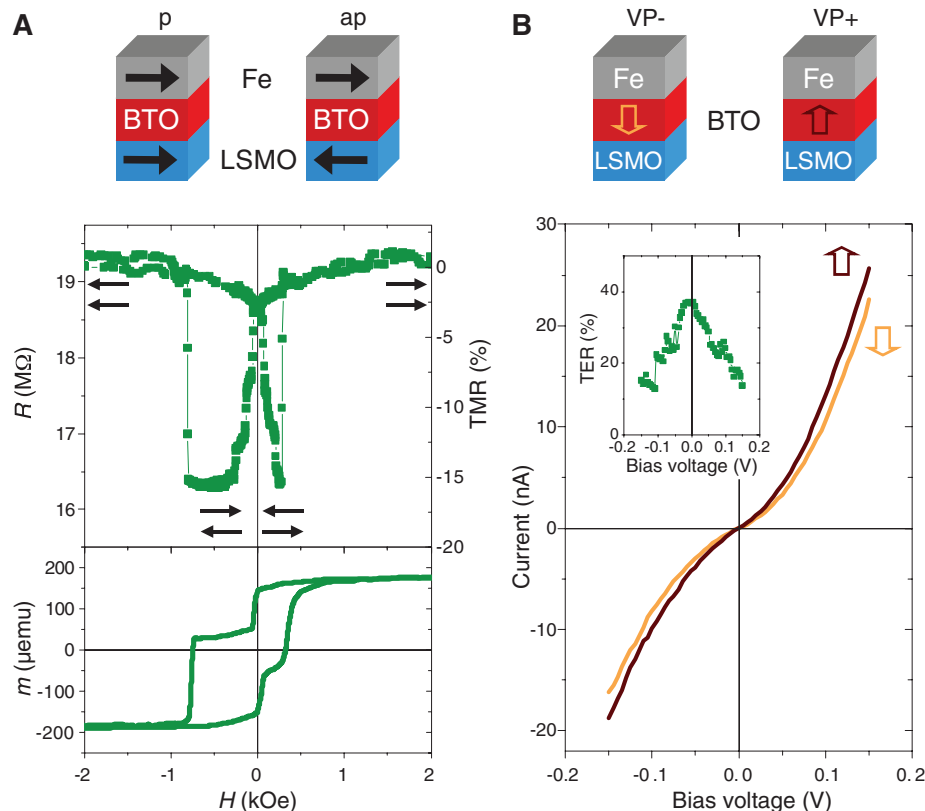 A
p
ap
Fe
BTO
BTO
LSMO
B
VP-
VP+
Fe
Fe
BTO
LSMO
LSMO
19
18
17
16
R (MΩ)
0
-5
-10
-15
-20
TMR (%)
200
100
0
-100
-200
m (µemu)
-2
-1
0
1
2
H (kOe)
30
20
10
0
-10
-20
Current (nA)
60
40
20
0
TER (%)
-0.2
-0.1
0.0
0.1
0.2
Bias voltage (V)
-0.2
-0.1
0.0
0.1
0.2
Bias voltage (V)